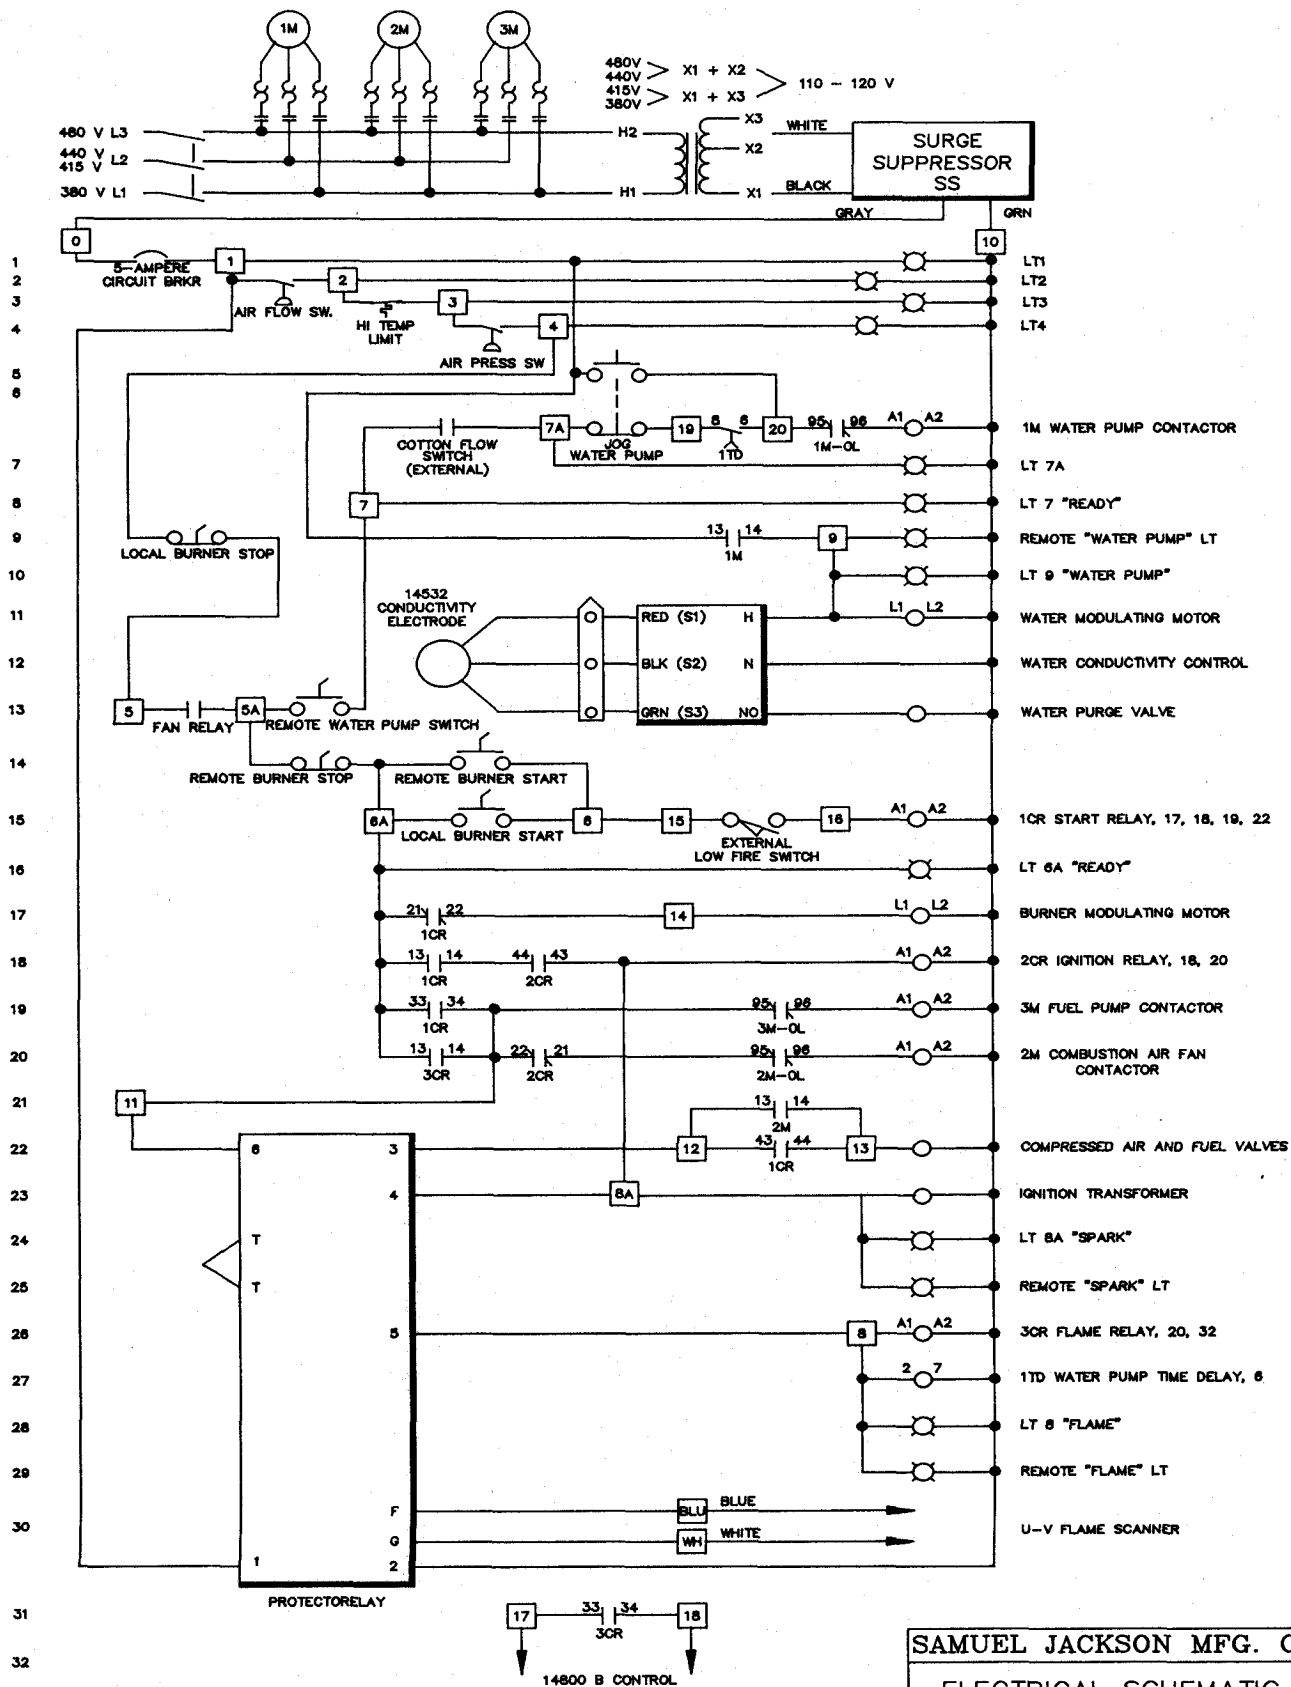 1M 2M 3M
480V
440V X1 + X2
415V
380V X1 + X3
110 - 120 V
480 V L3
440 V
415 V L2
380 V L1
H2
H1
X3
X2
X1
WHITE
BLACK
SURGE
SUPPRESSOR
SS
GRAY
GRN
0
10
1 1 LT1
5-AMPERE
CIRCUIT BRKR
2 2 LT2
AIR FLOW SW.
3 3 LT3
HI TEMP
LIMIT
4 4 LT4
AIR PRESS SW
5
6
7A 19 8 6 20 95 96 A1 A2 1M WATER PUMP CONTACTOR
COTTON FLOW
SWITCH
(EXTERNAL)
JOG
WATER PUMP
1TD
1M-OL
7 LT 7A
8 7 LT 7 "READY"
9 13 14 9 REMOTE "WATER PUMP" LT
LOCAL BURNER STOP
1M
10 LT 9 "WATER PUMP"
14532
CONDUCTIVITY
ELECTRODE
11 RED (S1) H L1 L2 WATER MODULATING MOTOR
12 BLK (S2) N WATER CONDUCTIVITY CONTROL
13 5 5A GRN (S3) NO WATER PURGE VALVE
FAN RELAY
REMOTE WATER PUMP SWITCH
14
REMOTE BURNER STOP
REMOTE BURNER START
15 6A 6 15 16 A1 A2 1CR START RELAY, 17, 18, 19, 22
LOCAL BURNER START
EXTERNAL
LOW FIRE SWITCH
16 LT 6A "READY"
17 21 22 14 L1 L2 BURNER MODULATING MOTOR
1CR
18 13 14 44 43 A1 A2 2CR IGNITION RELAY, 18, 20
1CR 2CR
19 33 34 95 96 A1 A2 3M FUEL PUMP CONTACTOR
1CR 3M-OL
20 13 14 22 21 95 96 A1 A2 2M COMBUSTION AIR FAN
CONTACTOR
3CR 2CR 2M-OL
21 11 13 14
2M
22 6 3 12 43 44 13 COMPRESSED AIR AND FUEL VALVES
1CR
23 4 8A IGNITION TRANSFORMER
24 T LT 8A "SPARK"
25 T REMOTE "SPARK" LT
26 5 8 A1 A2 3CR FLAME RELAY, 20, 32
27 2 7 1TD WATER PUMP TIME DELAY, 6
28 LT 8 "FLAME"
29 REMOTE "FLAME" LT
F BLU BLUE
30 U-V FLAME SCANNER
G WH WHITE
1 2
PROTECTORELAY
31 17 33 34 18
3CR
32
14800 B CONTROL
SAMUEL JACKSON MFG.
ELECTRICAL SCHEMATIC